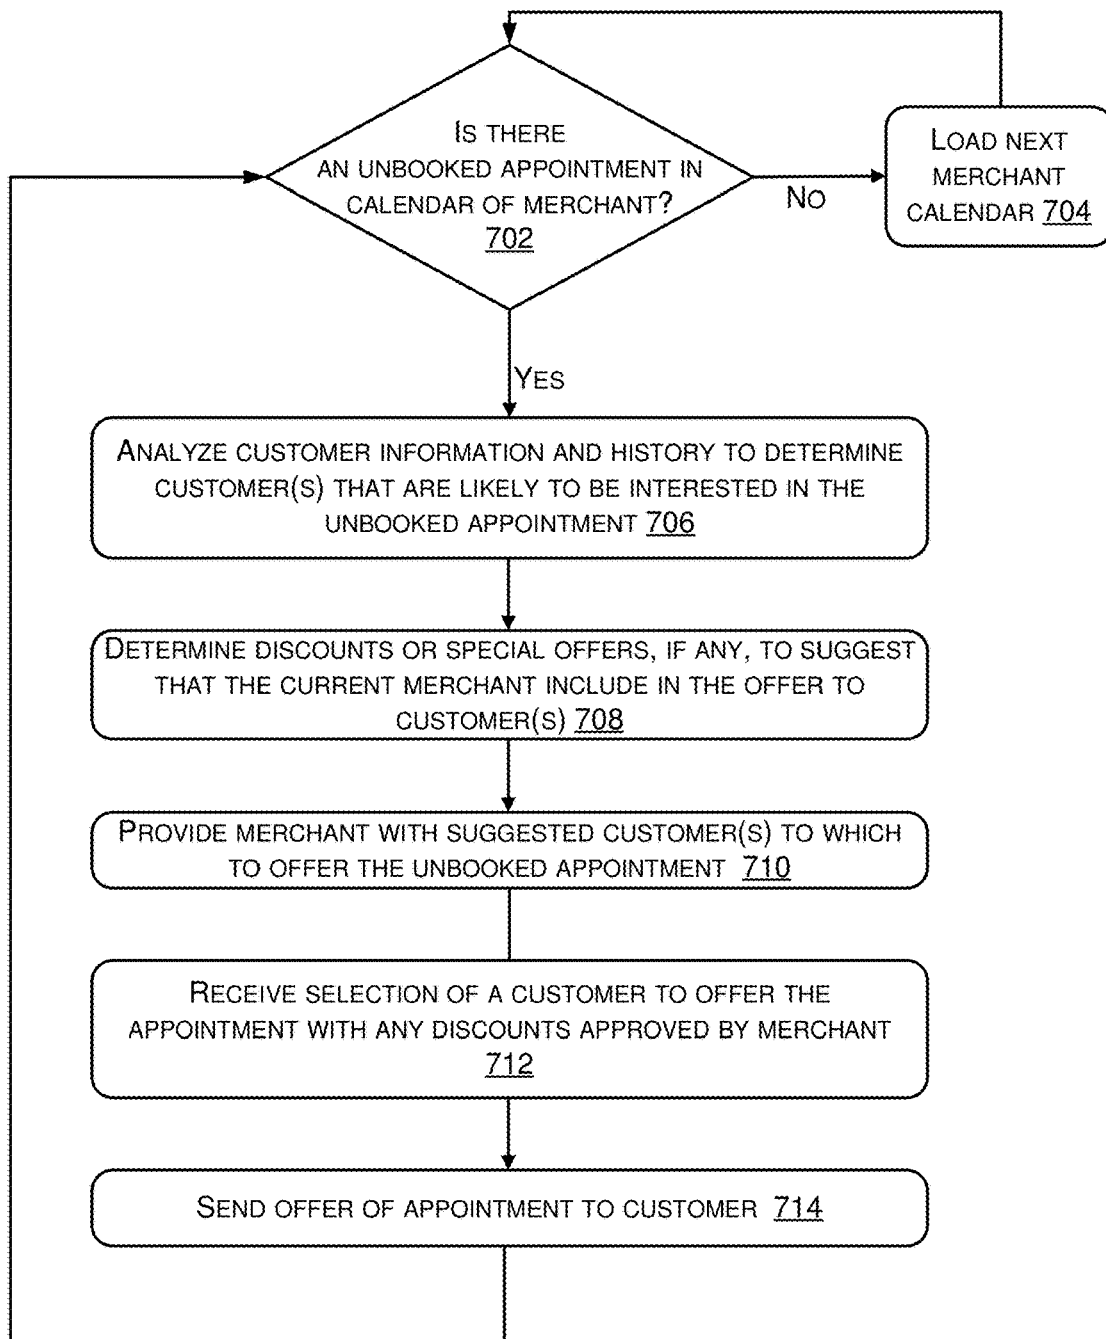 IS THERE
AN UNBOOKED APPOINTMENT IN
CALENDAR OF MERCHANT?
702
NO
LOAD NEXT
MERCHANT
CALENDAR 704
YES
ANALYZE CUSTOMER INFORMATION AND HISTORY TO DETERMINE
CUSTOMER(S) THAT ARE LIKELY TO BE INTERESTED IN THE
UNBOOKED APPOINTMENT 706
DETERMINE DISCOUNTS OR SPECIAL OFFERS, IF ANY, TO SUGGEST
THAT THE CURRENT MERCHANT INCLUDE IN THE OFFER TO
CUSTOMER(S) 708
PROVIDE MERCHANT WITH SUGGESTED CUSTOMER(S) TO WHICH
TO OFFER THE UNBOOKED APPOINTMENT 710
RECEIVE SELECTION OF A CUSTOMER TO OFFER THE
APPOINTMENT WITH ANY DISCOUNTS APPROVED BY MERCHANT
712
SEND OFFER OF APPOINTMENT TO CUSTOMER 714